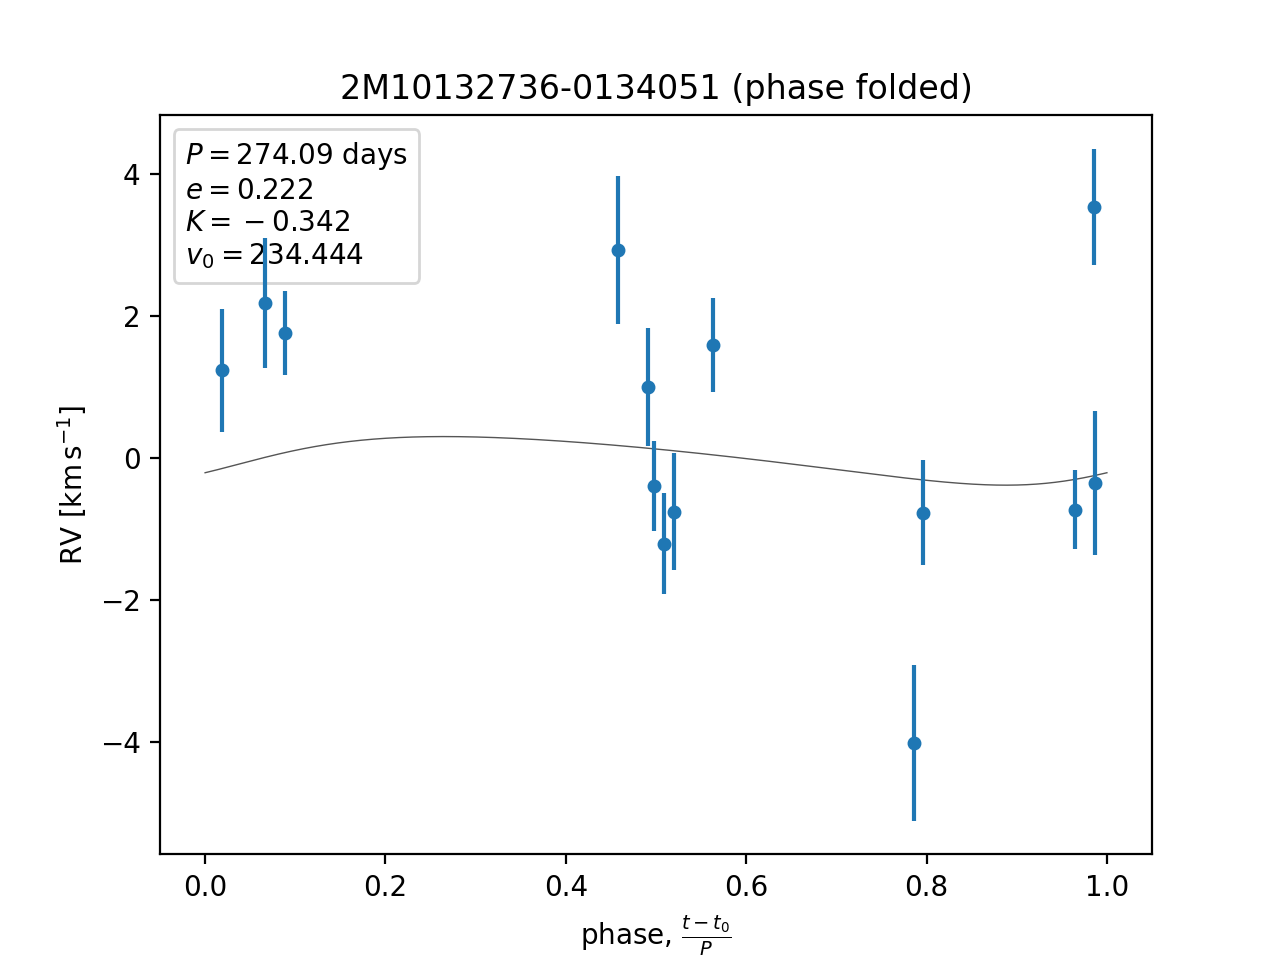 2M10132736-0134051 (phase folded)
P = 274.09 days
e = 0.222
K = −0.342
v₀ = 234.444
4
2
0
−2
−4
RV [km s⁻¹]
0.0 0.2 0.4 0.6 0.8 1.0
phase, (t − t₀)/P